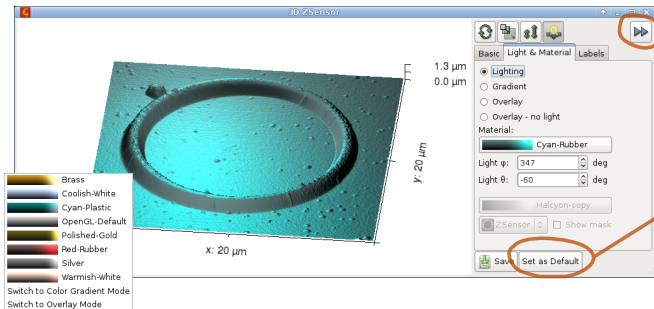 3D ZSensor
Basic Light & Material Labels
Lighting
Gradient
Overlay
Overlay - no light
Material:
Cyan-Rubber
Light φ: 347 deg
Light θ: -60 deg
Halcyon-copy
ZSensor Show mask
Save Set as Default
1.3 µm
0.0 µm
y: 20 µm
x: 20 µm
Brass
Coolish-White
Cyan-Plastic
OpenGL-Default
Polished-Gold
Red-Rubber
Silver
Warmish-White
Switch to Color Gradient Mode
Switch to Overlay Mode